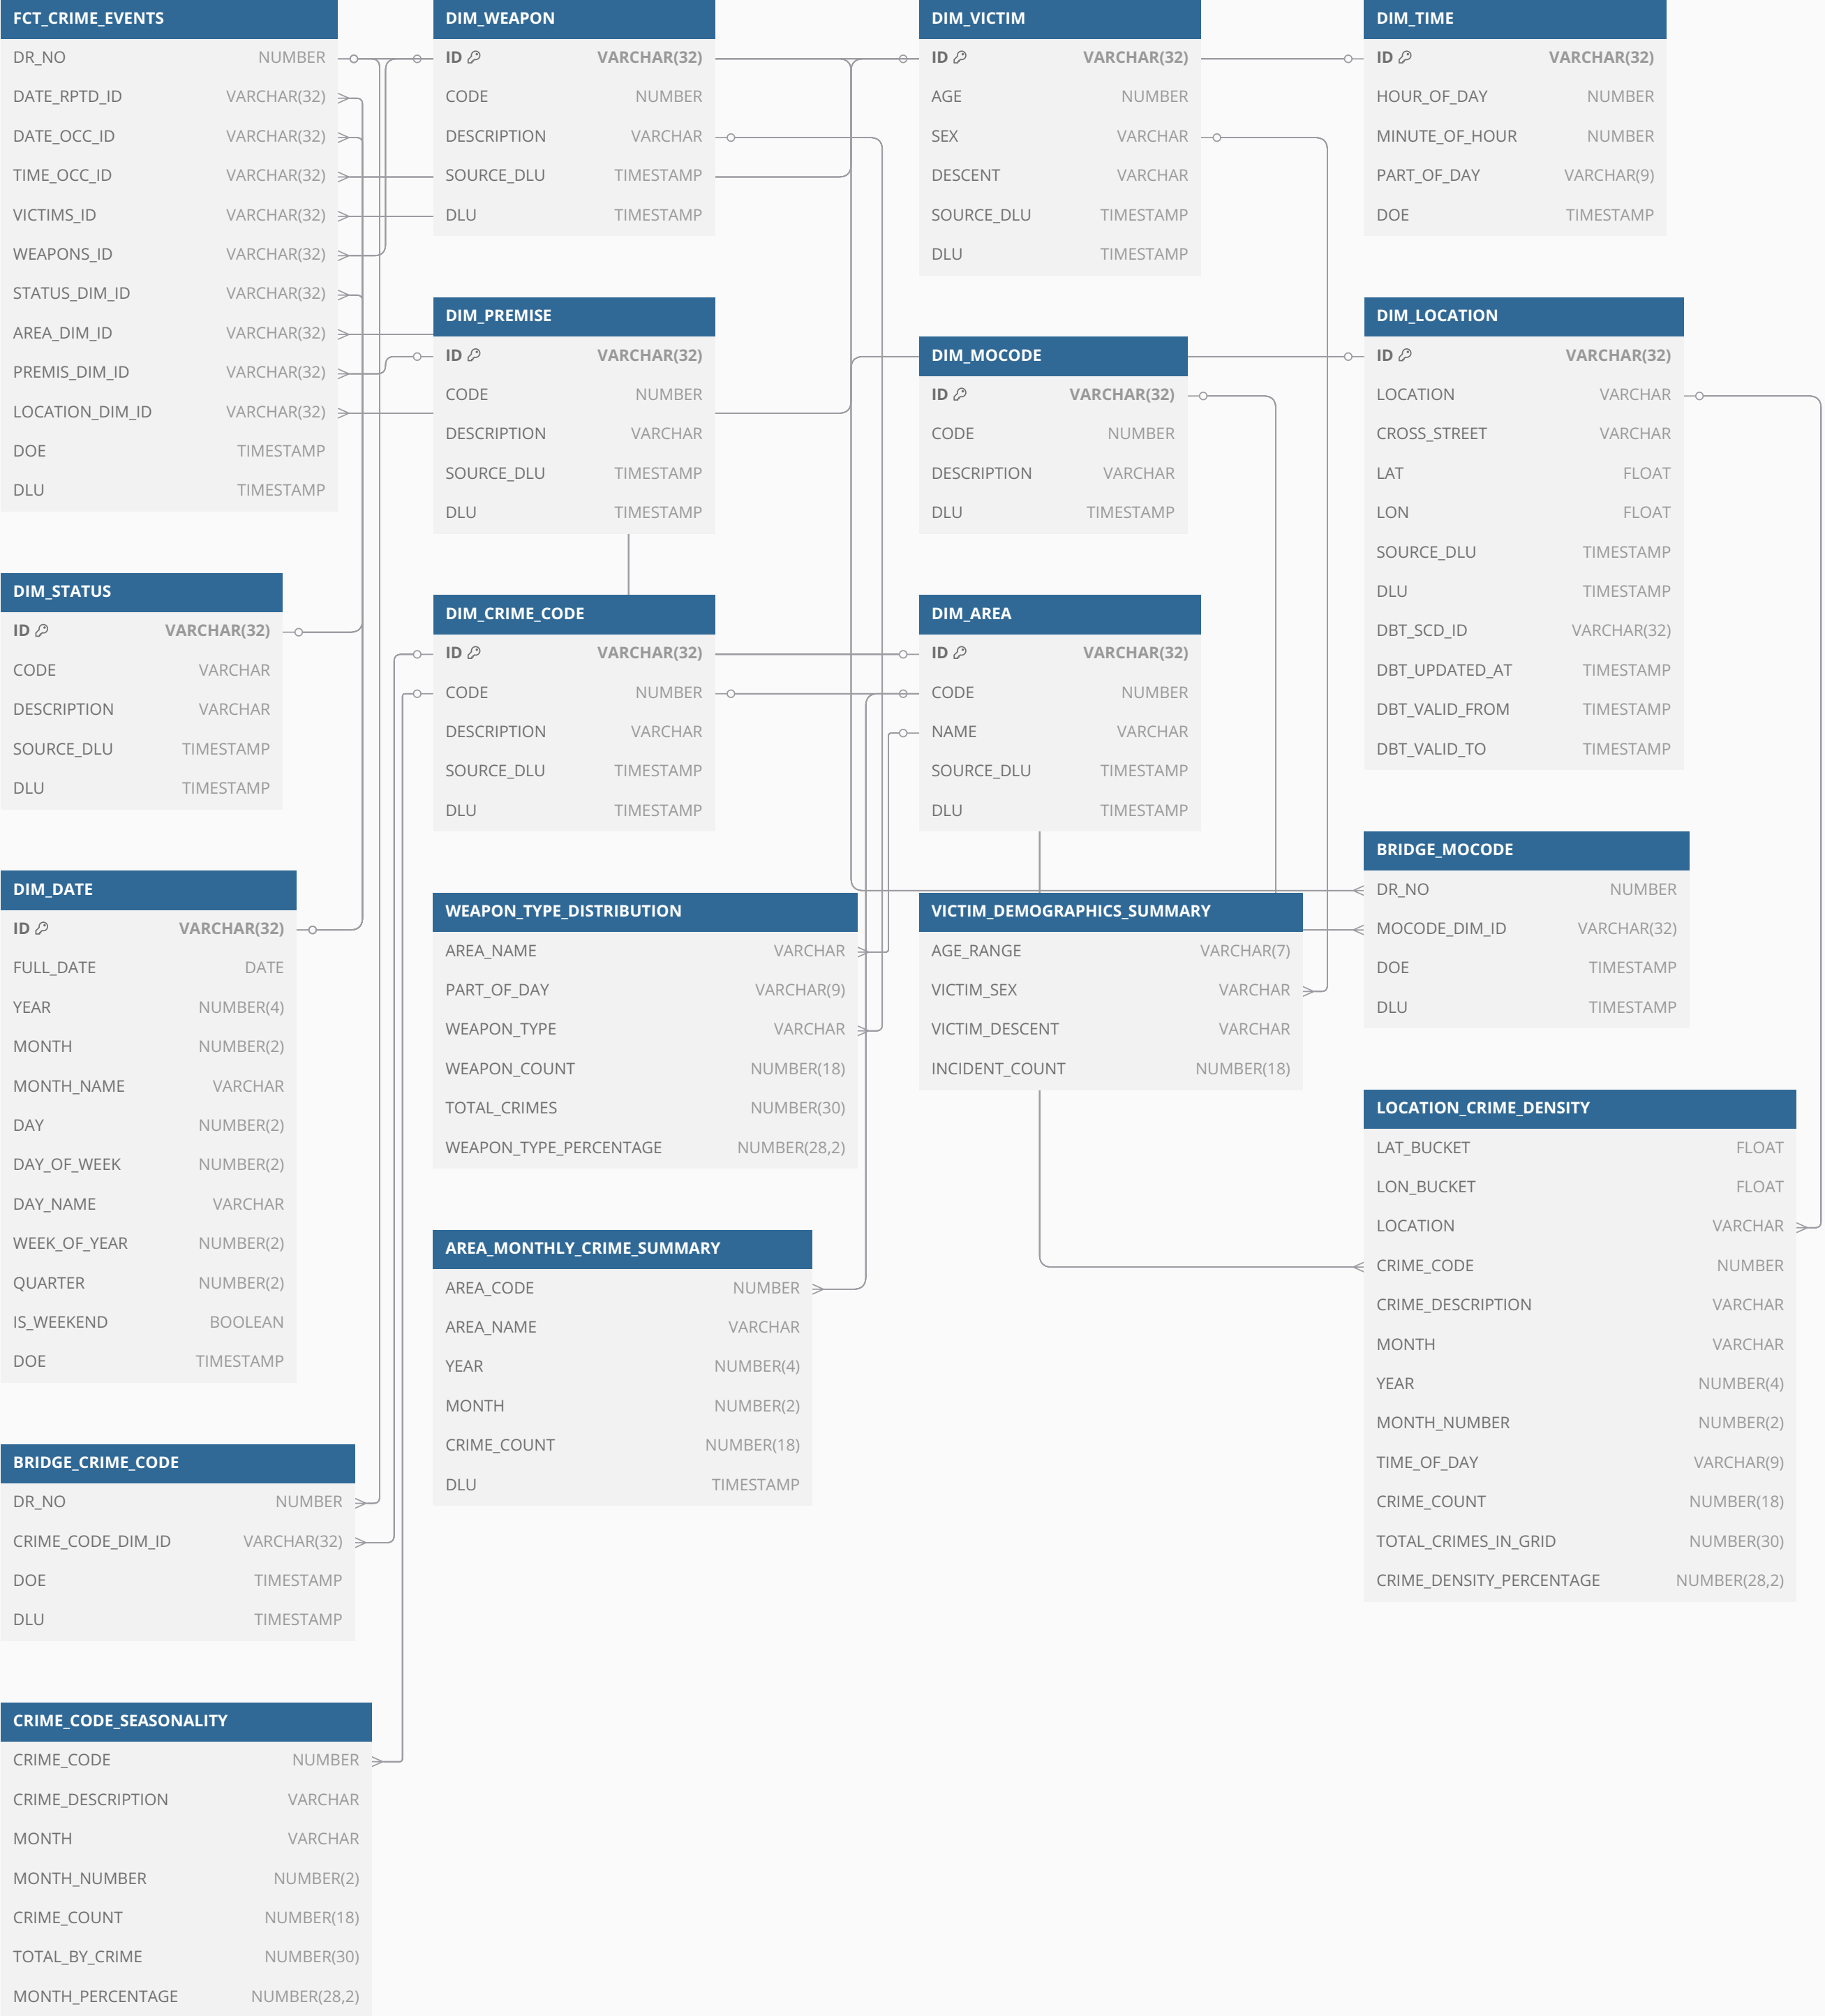 FCT_CRIME_EVENTS
DR_NO NUMBER
DATE_RPTD_ID VARCHAR(32)
DATE_OCC_ID VARCHAR(32)
TIME_OCC_ID VARCHAR(32)
VICTIMS_ID VARCHAR(32)
WEAPONS_ID VARCHAR(32)
STATUS_DIM_ID VARCHAR(32)
AREA_DIM_ID VARCHAR(32)
PREMIS_DIM_ID VARCHAR(32)
LOCATION_DIM_ID VARCHAR(32)
DOE TIMESTAMP
DLU TIMESTAMP
DIM_WEAPON
ID VARCHAR(32)
CODE NUMBER
DESCRIPTION VARCHAR
SOURCE_DLU TIMESTAMP
DLU TIMESTAMP
DIM_VICTIM
ID VARCHAR(32)
AGE NUMBER
SEX VARCHAR
DESCENT VARCHAR
SOURCE_DLU TIMESTAMP
DLU TIMESTAMP
DIM_TIME
ID VARCHAR(32)
HOUR_OF_DAY NUMBER
MINUTE_OF_HOUR NUMBER
PART_OF_DAY VARCHAR(9)
DOE TIMESTAMP
DIM_PREMISE
ID VARCHAR(32)
CODE NUMBER
DESCRIPTION VARCHAR
SOURCE_DLU TIMESTAMP
DLU TIMESTAMP
DIM_MOCODE
ID VARCHAR(32)
CODE NUMBER
DESCRIPTION VARCHAR
DLU TIMESTAMP
DIM_LOCATION
ID VARCHAR(32)
LOCATION VARCHAR
CROSS_STREET VARCHAR
LAT FLOAT
LON FLOAT
SOURCE_DLU TIMESTAMP
DLU TIMESTAMP
DBT_SCD_ID VARCHAR(32)
DBT_UPDATED_AT TIMESTAMP
DBT_VALID_FROM TIMESTAMP
DBT_VALID_TO TIMESTAMP
DIM_STATUS
ID VARCHAR(32)
CODE VARCHAR
DESCRIPTION VARCHAR
SOURCE_DLU TIMESTAMP
DLU TIMESTAMP
DIM_CRIME_CODE
ID VARCHAR(32)
CODE NUMBER
DESCRIPTION VARCHAR
SOURCE_DLU TIMESTAMP
DLU TIMESTAMP
DIM_AREA
ID VARCHAR(32)
CODE NUMBER
NAME VARCHAR
SOURCE_DLU TIMESTAMP
DLU TIMESTAMP
DIM_DATE
ID VARCHAR(32)
FULL_DATE DATE
YEAR NUMBER(4)
MONTH NUMBER(2)
MONTH_NAME VARCHAR
DAY NUMBER(2)
DAY_OF_WEEK NUMBER(2)
DAY_NAME VARCHAR
WEEK_OF_YEAR NUMBER(2)
QUARTER NUMBER(2)
IS_WEEKEND BOOLEAN
DOE TIMESTAMP
WEAPON_TYPE_DISTRIBUTION
AREA_NAME VARCHAR
PART_OF_DAY VARCHAR(9)
WEAPON_TYPE VARCHAR
WEAPON_COUNT NUMBER(18)
TOTAL_CRIMES NUMBER(30)
WEAPON_TYPE_PERCENTAGE NUMBER(28,2)
VICTIM_DEMOGRAPHICS_SUMMARY
AGE_RANGE VARCHAR(7)
VICTIM_SEX VARCHAR
VICTIM_DESCENT VARCHAR
INCIDENT_COUNT NUMBER(18)
BRIDGE_MOCODE
DR_NO NUMBER
MOCODE_DIM_ID VARCHAR(32)
DOE TIMESTAMP
DLU TIMESTAMP
LOCATION_CRIME_DENSITY
LAT_BUCKET FLOAT
LON_BUCKET FLOAT
LOCATION VARCHAR
CRIME_CODE NUMBER
CRIME_DESCRIPTION VARCHAR
MONTH VARCHAR
YEAR NUMBER(4)
MONTH_NUMBER NUMBER(2)
TIME_OF_DAY VARCHAR(9)
CRIME_COUNT NUMBER(18)
TOTAL_CRIMES_IN_GRID NUMBER(30)
CRIME_DENSITY_PERCENTAGE NUMBER(28,2)
AREA_MONTHLY_CRIME_SUMMARY
AREA_CODE NUMBER
AREA_NAME VARCHAR
YEAR NUMBER(4)
MONTH NUMBER(2)
CRIME_COUNT NUMBER(18)
DLU TIMESTAMP
BRIDGE_CRIME_CODE
DR_NO NUMBER
CRIME_CODE_DIM_ID VARCHAR(32)
DOE TIMESTAMP
DLU TIMESTAMP
CRIME_CODE_SEASONALITY
CRIME_CODE NUMBER
CRIME_DESCRIPTION VARCHAR
MONTH VARCHAR
MONTH_NUMBER NUMBER(2)
CRIME_COUNT NUMBER(18)
TOTAL_BY_CRIME NUMBER(30)
MONTH_PERCENTAGE NUMBER(28,2)